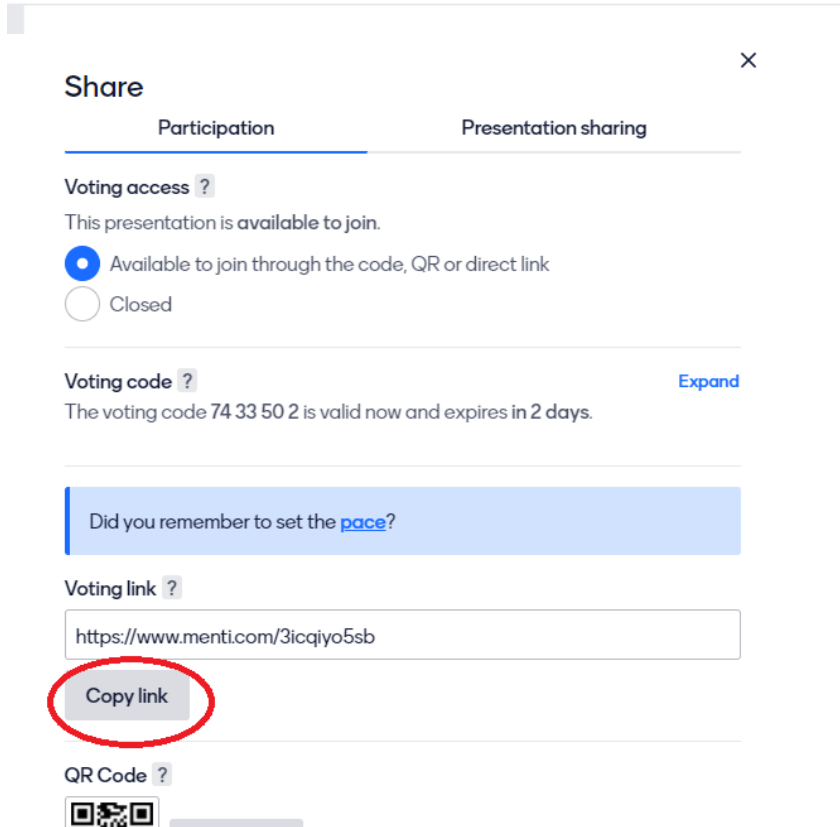 Share
Participation
Presentation sharing
Voting access ?
This presentation is available to join.
Available to join through the code, QR or direct link
Closed
Voting code ?
Expand
The voting code 74 33 50 2 is valid now and expires in 2 days.
Did you remember to set the pace?
Voting link ?
https://www.menti.com/3icqiyo5sb
Copy link
QR Code ?